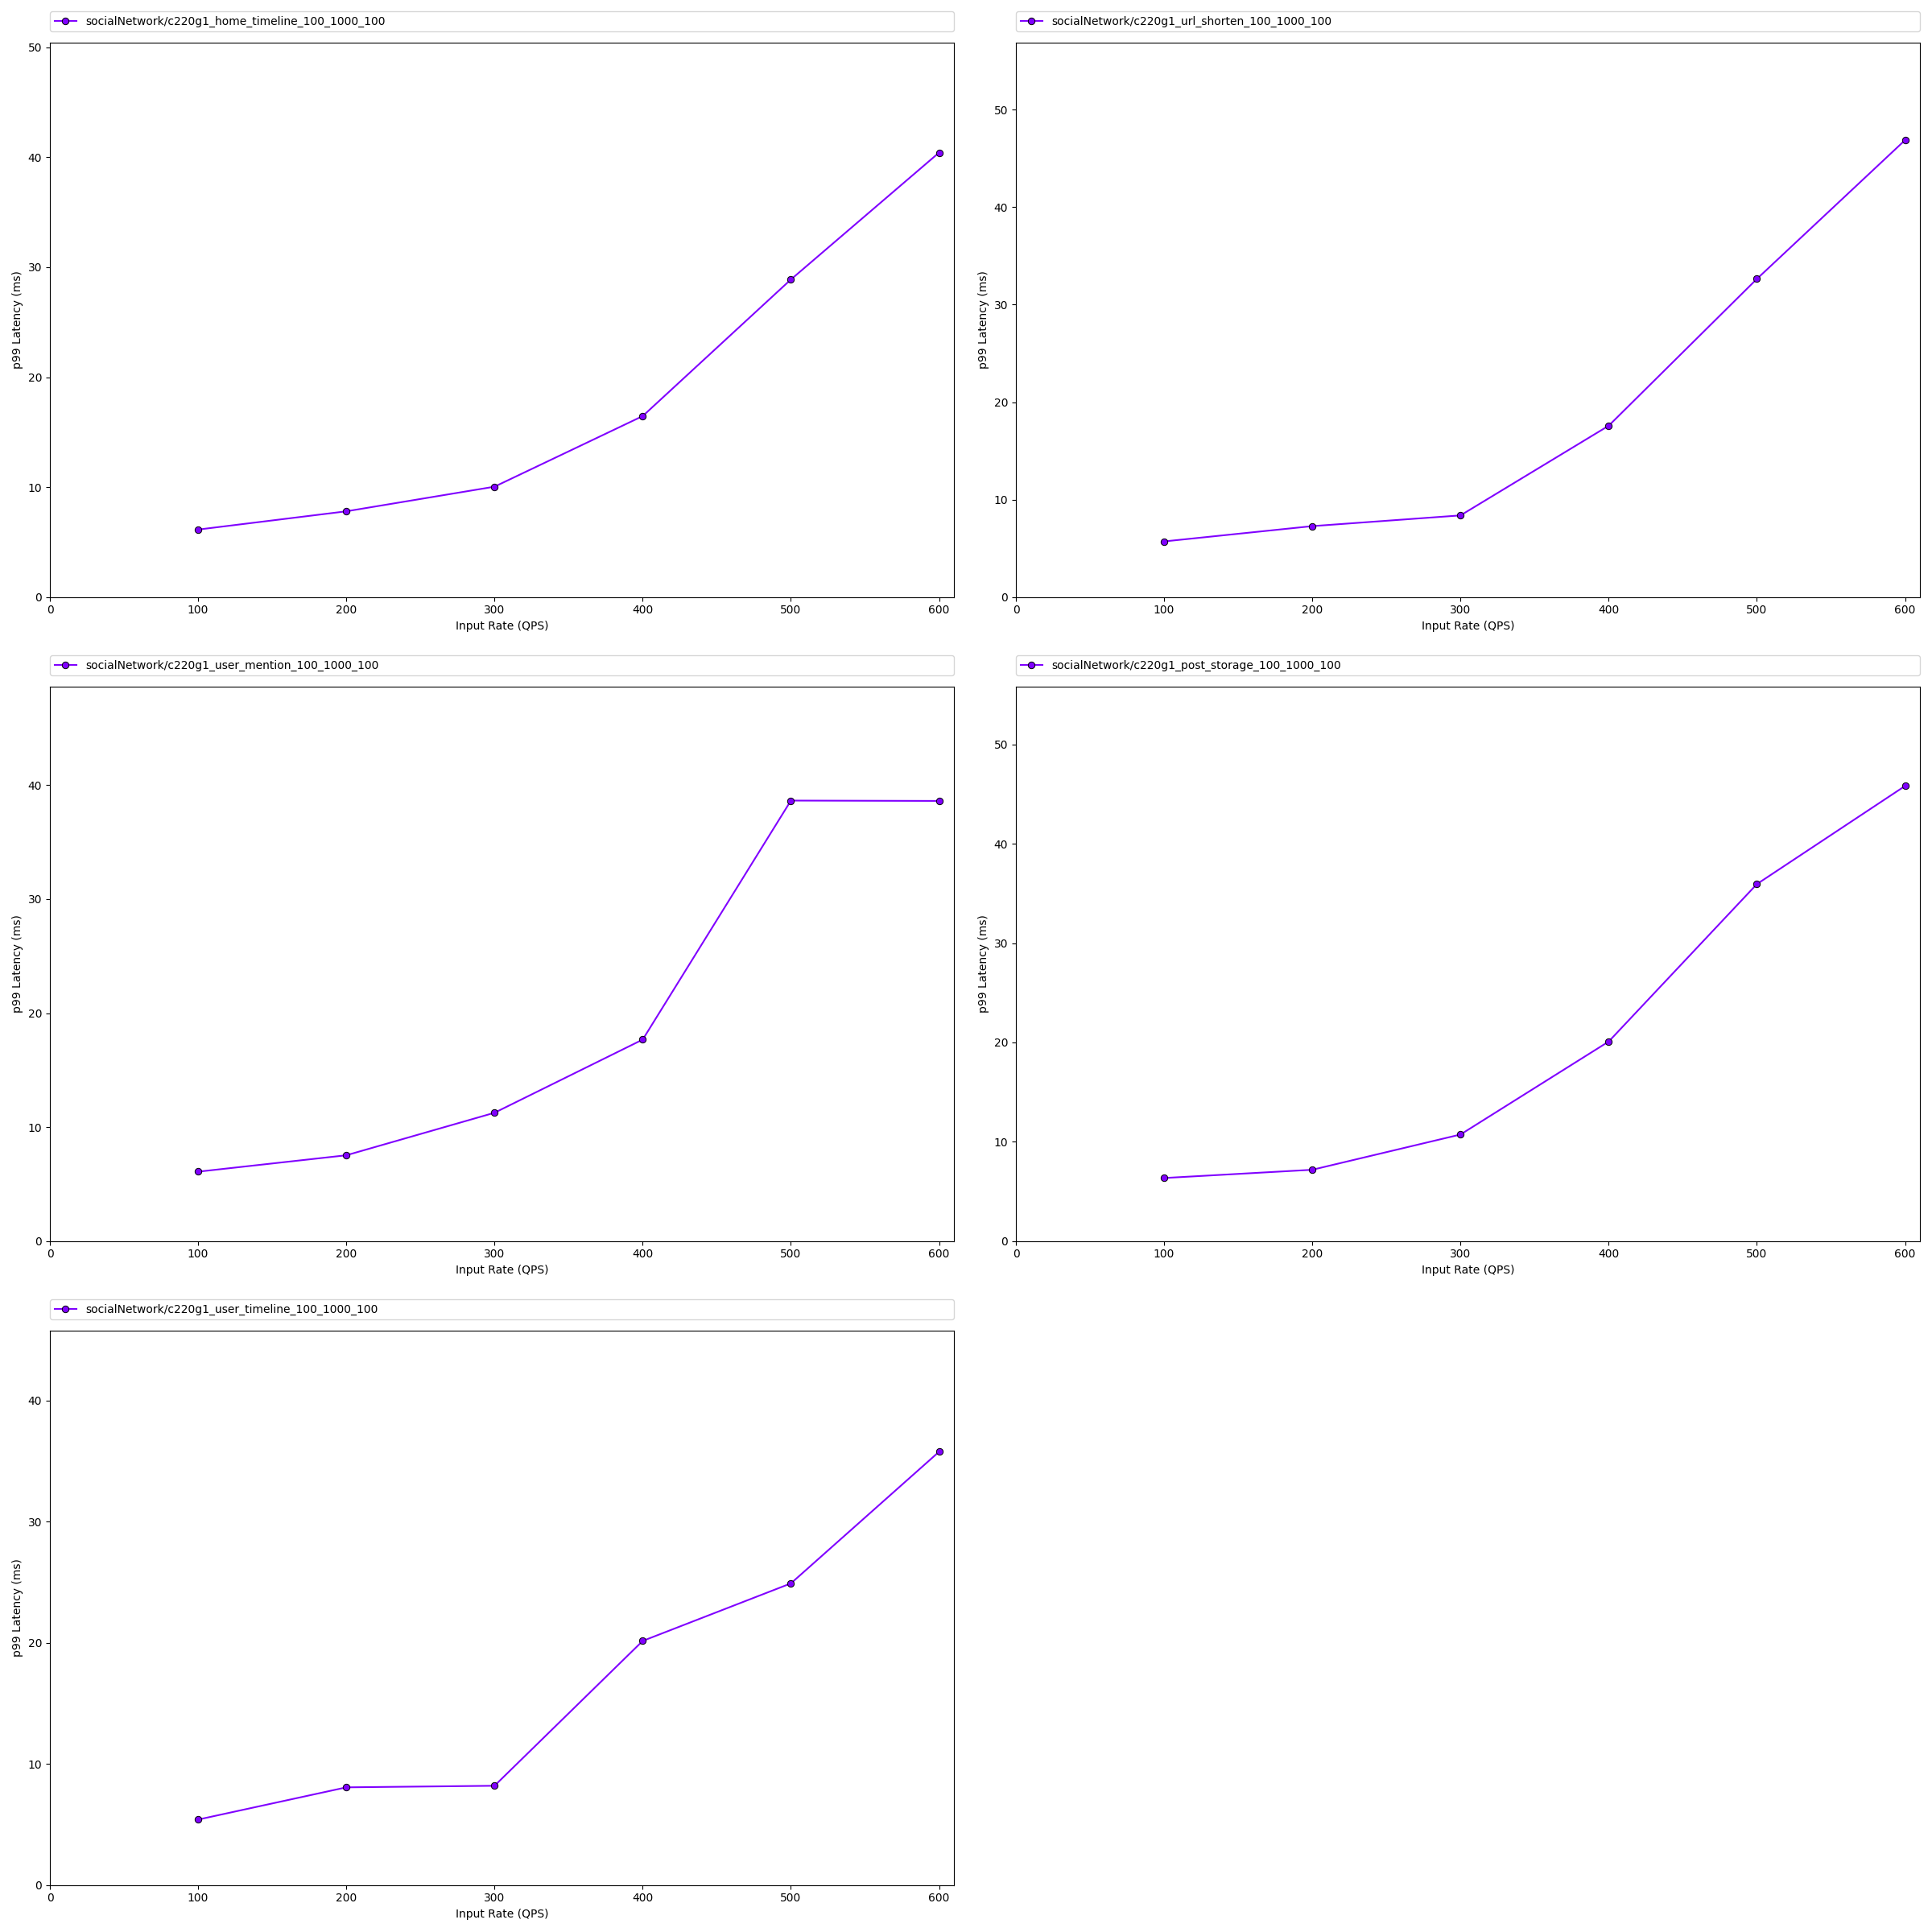 socialNetwork/c220g1_home_timeline_100_1000_100
50
40
30
20
10
0
p99 Latency (ms)
0 100 200 300 400 500 600
Input Rate (QPS)
socialNetwork/c220g1_url_shorten_100_1000_100
50
40
30
20
10
0
p99 Latency (ms)
0 100 200 300 400 500 600
Input Rate (QPS)
socialNetwork/c220g1_user_mention_100_1000_100
40
30
20
10
0
p99 Latency (ms)
0 100 200 300 400 500 600
Input Rate (QPS)
socialNetwork/c220g1_post_storage_100_1000_100
50
40
30
20
10
0
p99 Latency (ms)
0 100 200 300 400 500 600
Input Rate (QPS)
socialNetwork/c220g1_user_timeline_100_1000_100
40
30
20
10
0
p99 Latency (ms)
0 100 200 300 400 500 600
Input Rate (QPS)